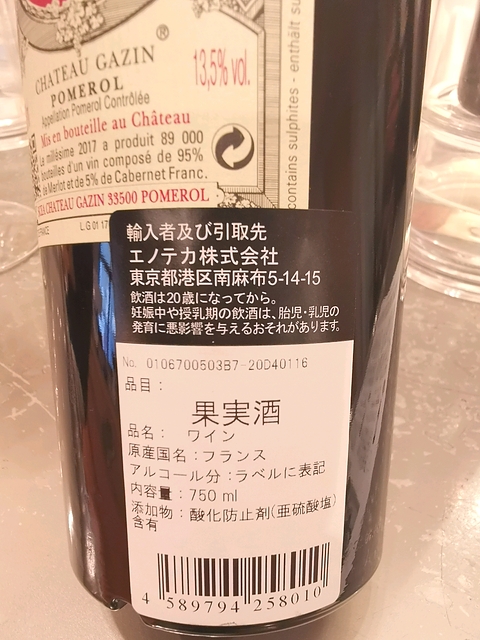 CHATEAU GAZIN ®
POMEROL
Appellation Pomerol Contrôlée
Mis en bouteille au Château
Le millésime 2017 a produit 89 000
bouteilles d'un vin composé de 95%
de Merlot et de 5% de Cabernet Franc.
CHATEAU GAZIN 33500 POMEROL
13,5% vol.
contains sulphites - enthält su
輸入者及び引取先
エノテカ株式会社
東京都港区南麻布5-14-15
飲酒は20歳になってから。
妊娠中や授乳期の飲酒は、胎児・乳児の
発育に悪影響を与えるおそれがあります。
No. 0106700503B7-20D40116
品目:
果実酒
品名: ワイン
原産国名:フランス
アルコール分:ラベルに表記
内容量:750 ml
添加物:酸化防止剤(亜硫酸塩)
含有
4 589794 258010